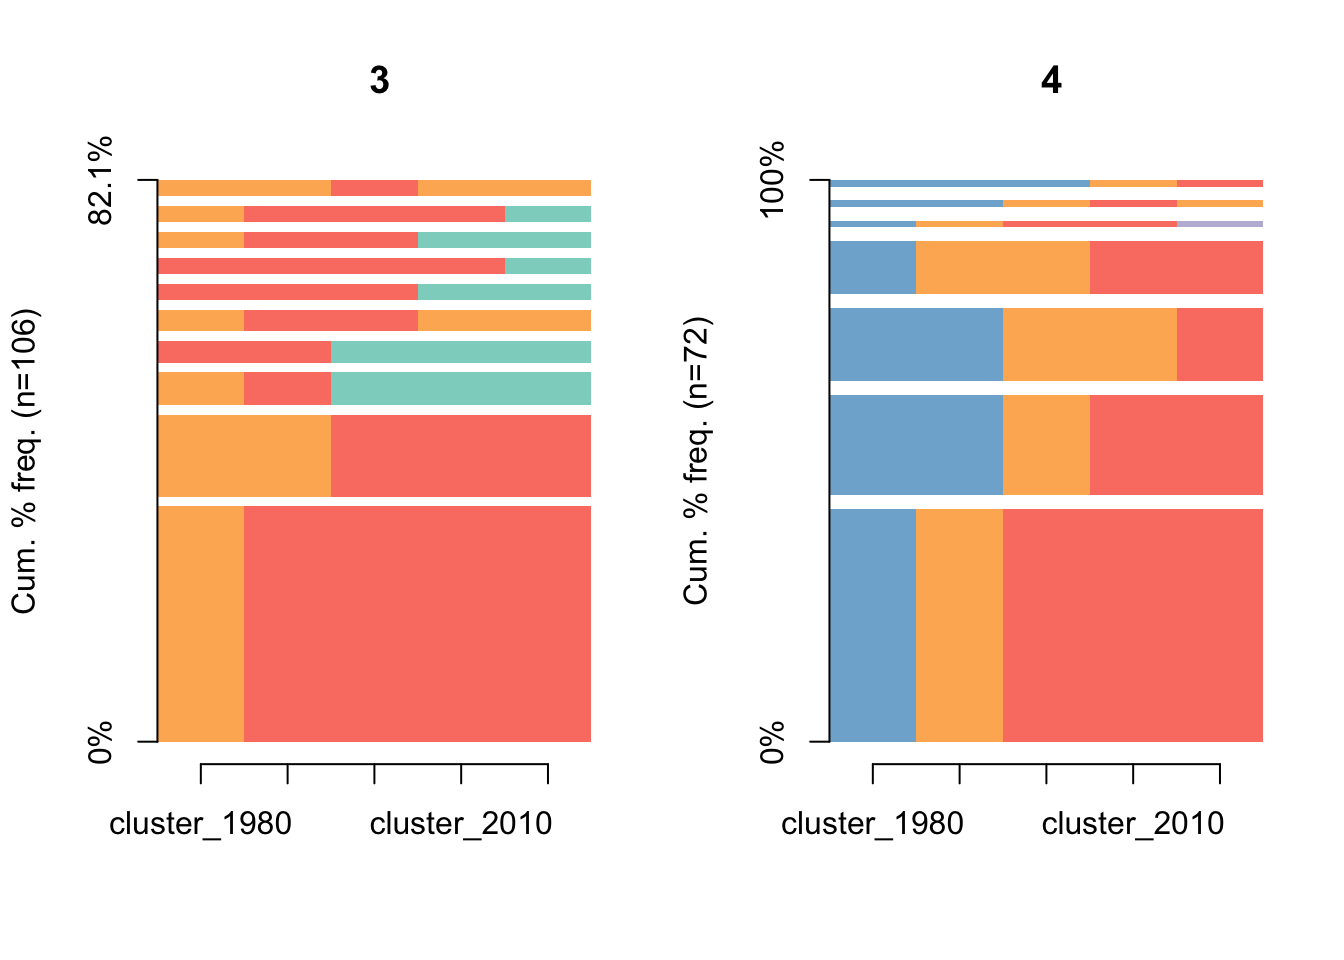 3
82.1%
Cum. % freq. (n=106)
0%
cluster_1980
cluster_2010
4
100%
Cum. % freq. (n=72)
0%
cluster_1980
cluster_2010